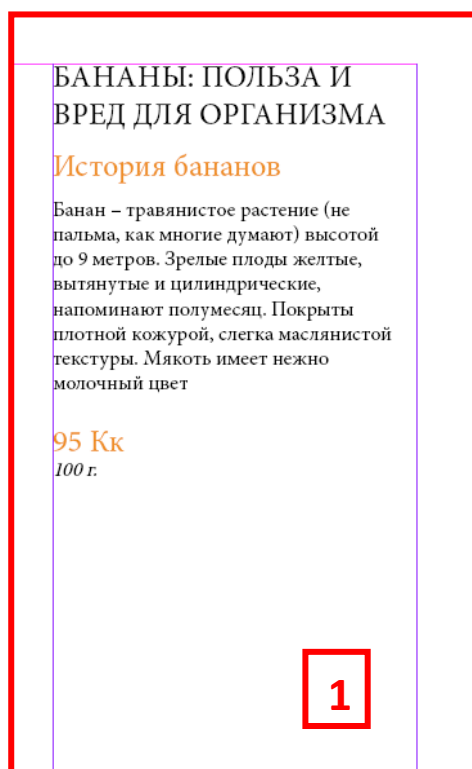 БАНАНЫ: ПОЛЬЗА И
ВРЕД ДЛЯ ОРГАНИЗМА
История бананов
Банан – травянистое растение (не
пальма, как многие думают) высотой
до 9 метров. Зрелые плоды желтые,
вытянутые и цилиндрические,
напоминают полумесяц. Покрыты
плотной кожурой, слегка маслянистой
текстуры. Мякоть имеет нежно
молочный цвет
95 Кк
100 г.
1